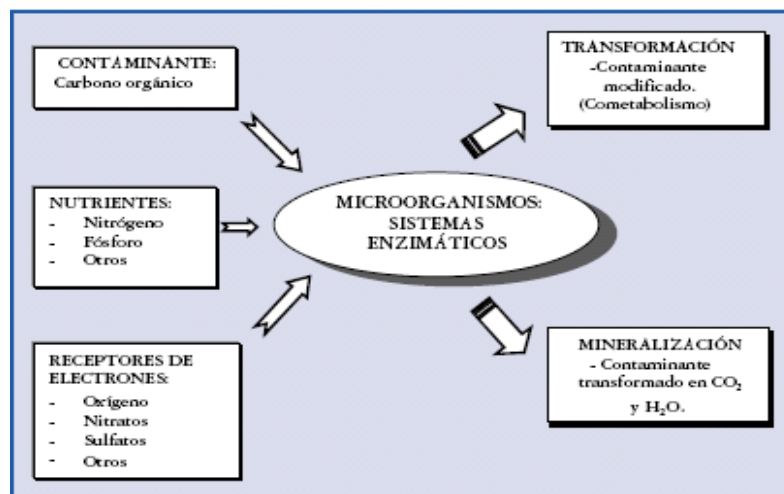 CONTAMINANTE:
Carbono orgánico
NUTRIENTES:
- Nitrógeno
- Fósforo
- Otros
RECEPTORES DE
ELECTRONES:
- Oxígeno
- Nitratos
- Sulfatos
- Otros
MICROORGANISMOS:
SISTEMAS
ENZIMÁTICOS
TRANSFORMACIÓN
-Contaminante
modificado.
(Cometabolismo)
MINERALIZACIÓN
- Contaminante
transformado en CO₂
y H₂O.